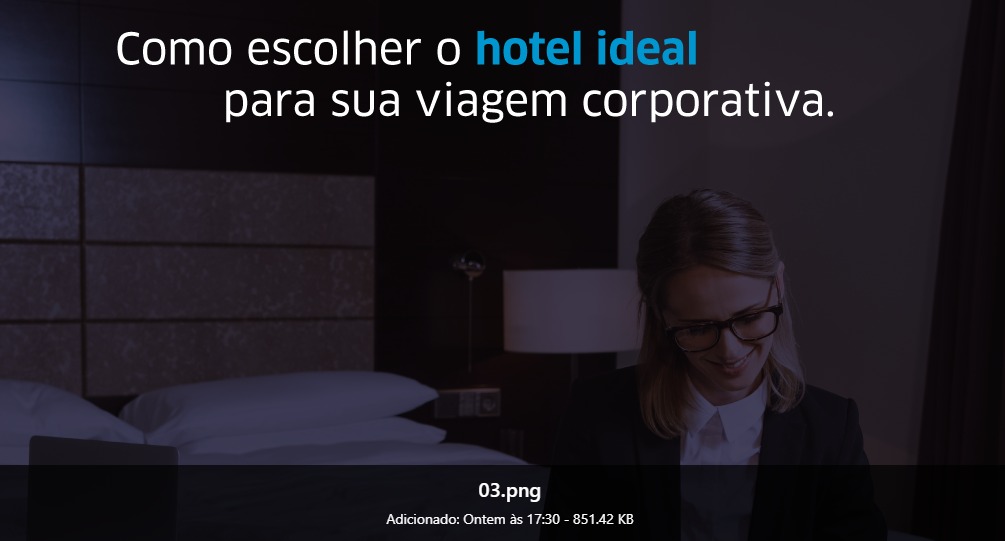 Como escolher o hotel ideal
para sua viagem corporativa.
03.png
Adicionado: Ontem às 17:30 - 851.42 KB